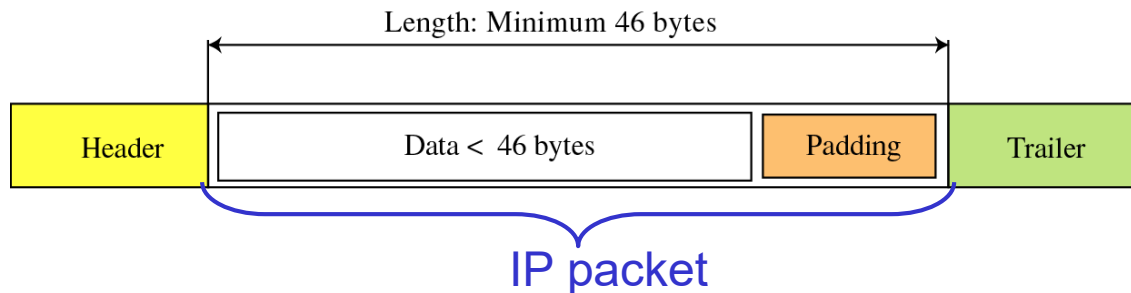 Length: Minimum 46 bytes
Header
Data < 46 bytes
Padding
Trailer
IP packet